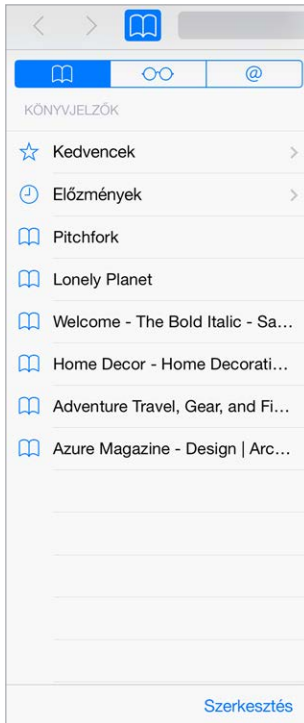 @
KÖNYVJELZŐK
Kedvencek
Előzmények
Pitchfork
Lonely Planet
Welcome - The Bold Italic - Sa...
Home Decor - Home Decorati...
Adventure Travel, Gear, and Fi...
Azure Magazine - Design | Arc...
Szerkesztés